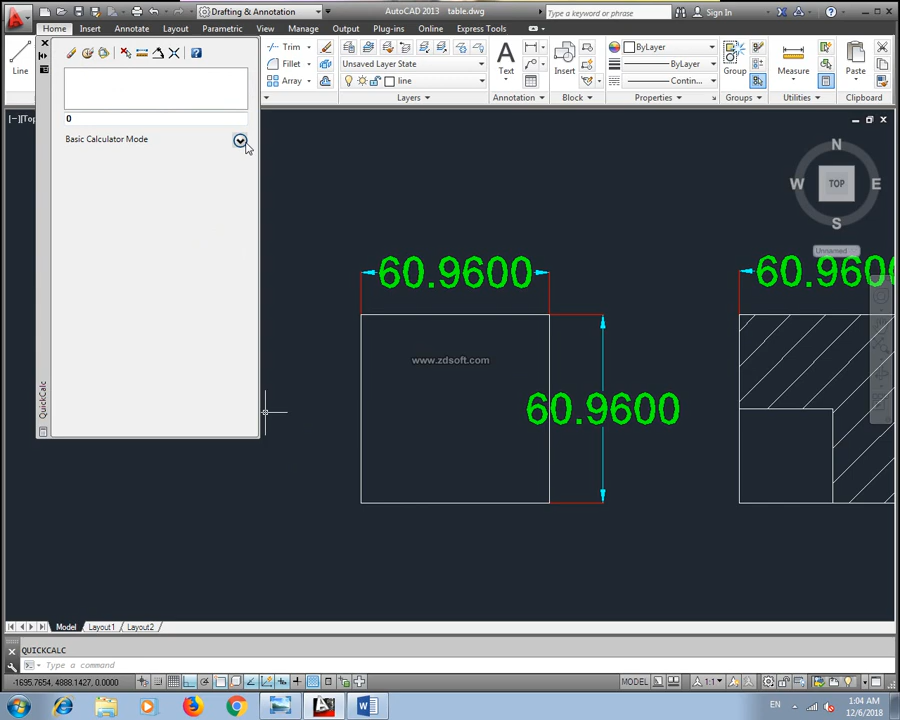 Drafting & Annotation
AutoCAD 2013 table.dwg
Type a keyword or phrase
Sign In
Home Insert Annotate Layout Parametric View Manage Output Plug-ins Online Express Tools
Line
Trim
Fillet
Array
Unsaved Layer State
line
Layers
Text
Annotation
Insert
Block
ByLayer
ByLayer
Contin...
Properties
Group
Groups
Measure
Utilities
Paste
Clipboard
0
Basic Calculator Mode
QuickCalc
[−][Top
N
W
TOP
E
S
Unnamed
60.9600
60.9600
60.9600
www.zdsoft.com
Model Layout1 Layout2
QUICKCALC
Type a command
-1695.7654, 4888.1427, 0.0000
MODEL
1:1
EN
1:04 AM
12/6/2018